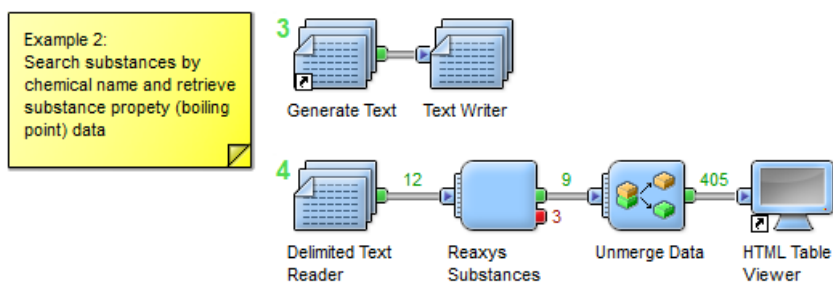 Example 2:
Search substances by
chemical name and retrieve
substance propety (boiling
point) data
3
Generate Text
Text Writer
4
12
9
405
3
Delimited Text
Reader
Reaxys
Substances
Unmerge Data
HTML Table
Viewer